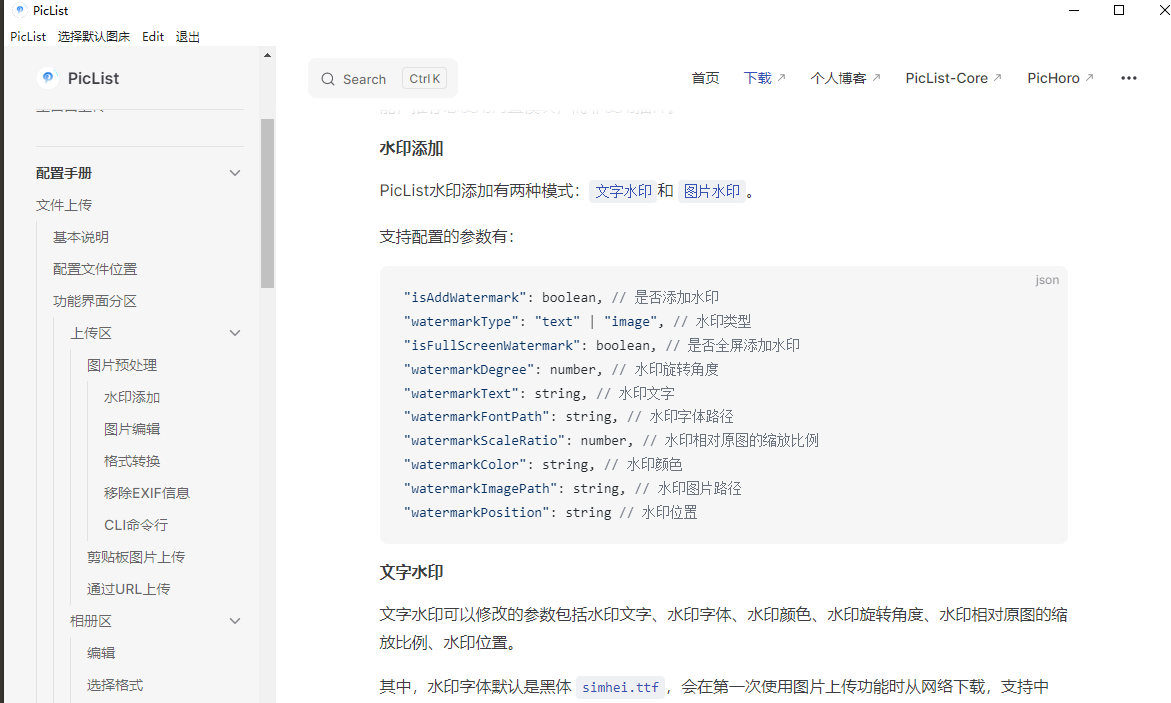 PicList
PicList 选择默认图床 Edit 退出
PicList
Search Ctrl K
首页 下载 个人博客 PicList-Core PicHoro
配置手册
文件上传
基本说明
配置文件位置
功能界面分区
上传区
图片预处理
水印添加
图片编辑
格式转换
移除EXIF信息
CLI命令行
剪贴板图片上传
通过URL上传
相册区
编辑
选择格式
水印添加
PicList水印添加有两种模式：文字水印 和 图片水印 。
支持配置的参数有：
json
"isAddWatermark": boolean, // 是否添加水印
"watermarkType": "text" | "image", // 水印类型
"isFullScreenWatermark": boolean, // 是否全屏添加水印
"watermarkDegree": number, // 水印旋转角度
"watermarkText": string, // 水印文字
"watermarkFontPath": string, // 水印字体路径
"watermarkScaleRatio": number, // 水印相对原图的缩放比例
"watermarkColor": string, // 水印颜色
"watermarkImagePath": string, // 水印图片路径
"watermarkPosition": string // 水印位置
文字水印
文字水印可以修改的参数包括水印文字、水印字体、水印颜色、水印旋转角度、水印相对原图的缩
放比例、水印位置。
其中，水印字体默认是黑体 simhei.ttf ，会在第一次使用图片上传功能时从网络下载，支持中